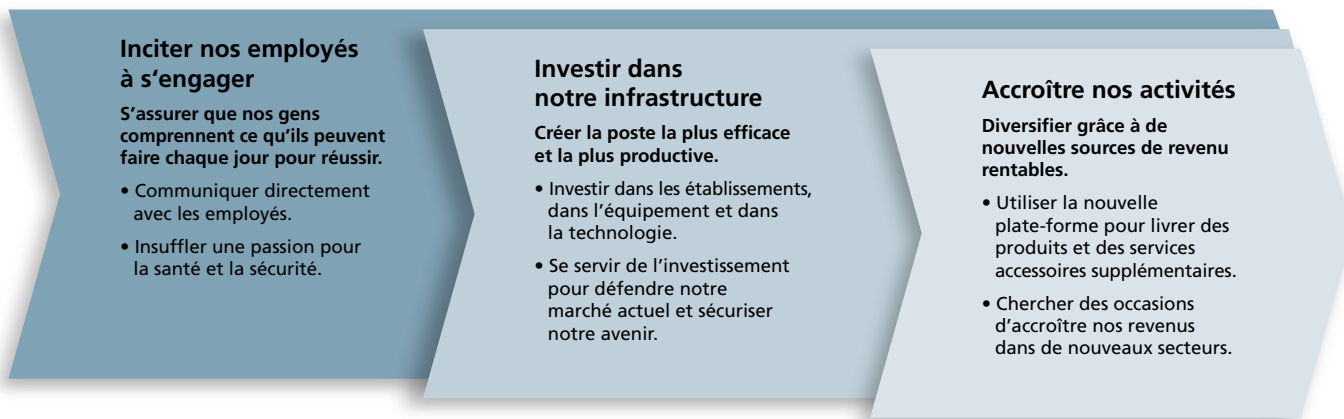 Inciter nos employés
à s‘engager
S’assurer que nos gens
comprennent ce qu’ils peuvent
faire chaque jour pour réussir.
• Communiquer directement
avec les employés.
• Insuffler une passion pour
la santé et la sécurité.
Investir dans
notre infrastructure
Créer la poste la plus efficace
et la plus productive.
• Investir dans les établissements,
dans l’équipement et dans
la technologie.
• Se servir de l’investissement
pour défendre notre
marché actuel et sécuriser
notre avenir.
Accroître nos activités
Diversifier grâce à de
nouvelles sources de revenu
rentables.
• Utiliser la nouvelle
plate-forme pour livrer des
produits et des services
accessoires supplémentaires.
• Chercher des occasions
d’accroître nos revenus
dans de nouveaux secteurs.